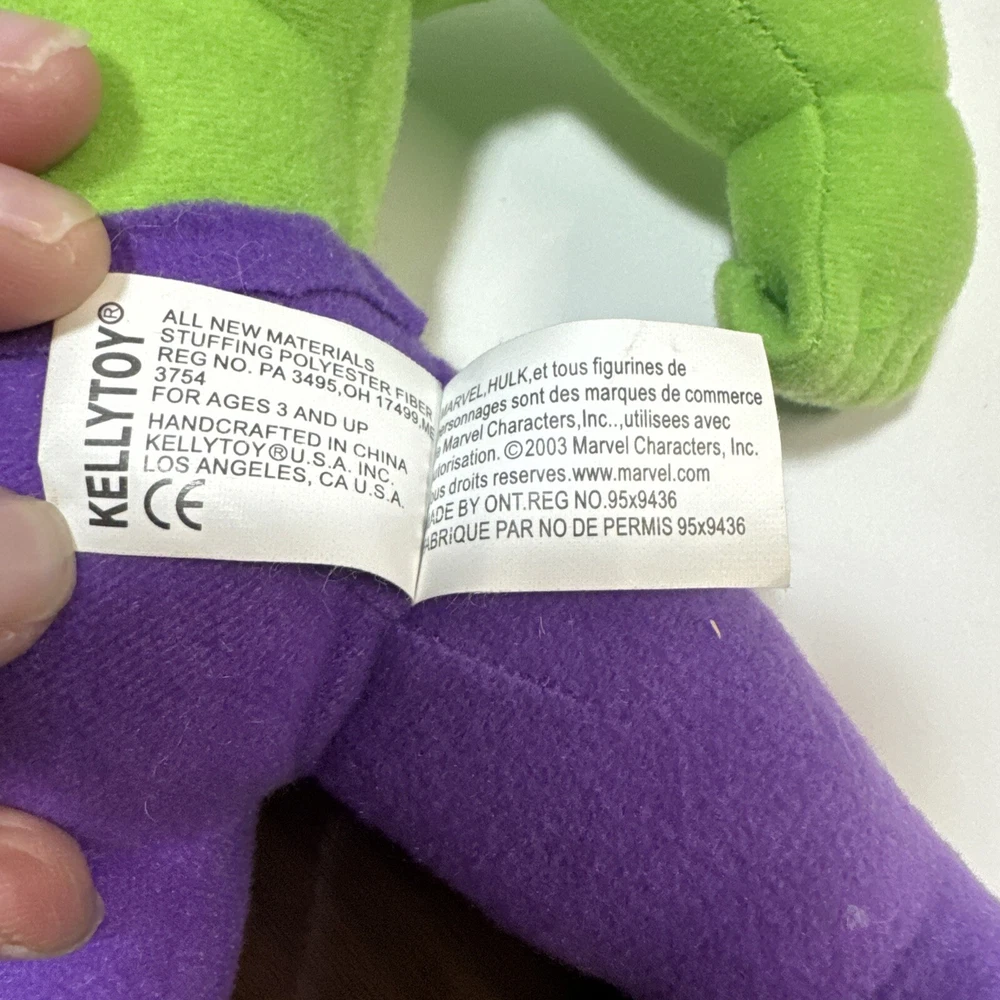 KELLYTOY®
ALL NEW MATERIALS
STUFFING POLYESTER FIBER
REG NO. PA 3495,OH 17499,ME
3754
FOR AGES 3 AND UP
HANDCRAFTED IN CHINA
KELLYTOY®U.S.A. INC.
LOS ANGELES, CA U.S.A.
CE
MARVEL,HULK,et tous figurines de
ersonnages sont des marques de commerce
Marvel Characters,Inc..,utilisees avec
orisation. ©2003 Marvel Characters, Inc.
us droits reserves.www.marvel.com
ADE BY ONT.REG NO.95x9436
ABRIQUE PAR NO DE PERMIS 95x9436